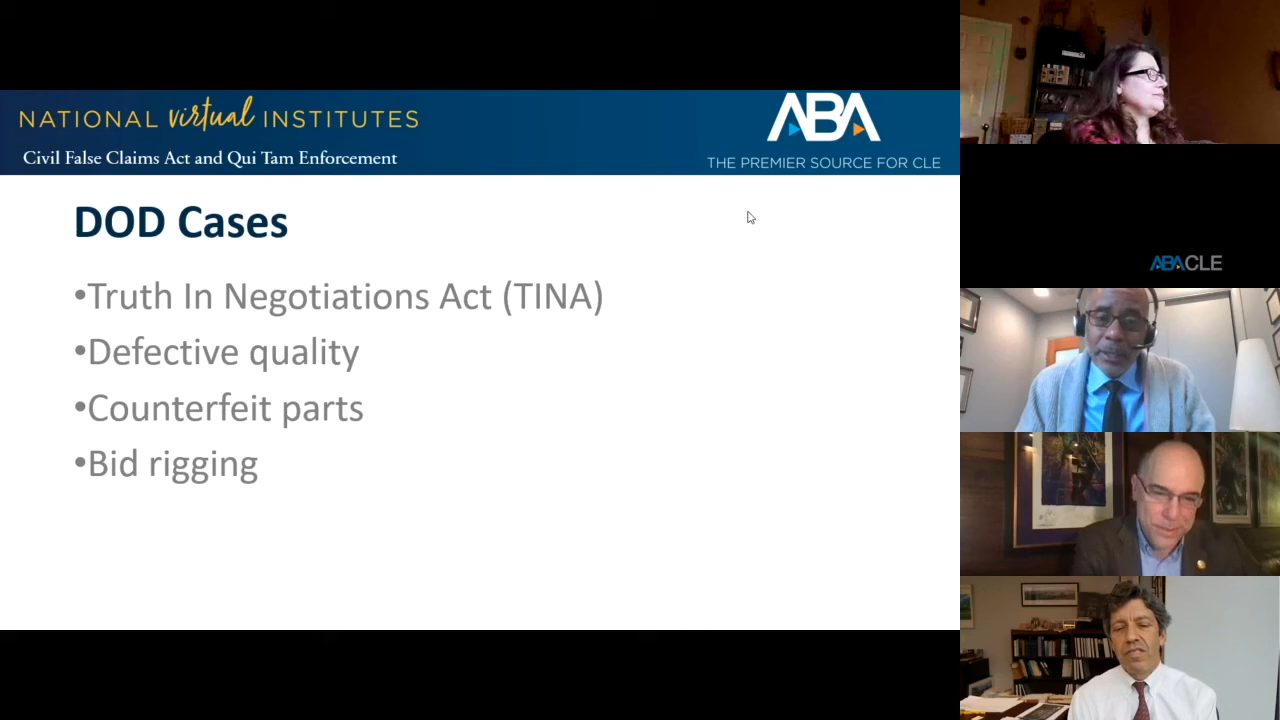 NATIONAL virtual INSTITUTES
Civil False Claims Act and Qui Tam Enforcement
ABA
THE PREMIER SOURCE FOR CLE
DOD Cases
•Truth In Negotiations Act (TINA)
•Defective quality
•Counterfeit parts
•Bid rigging
ABACLE